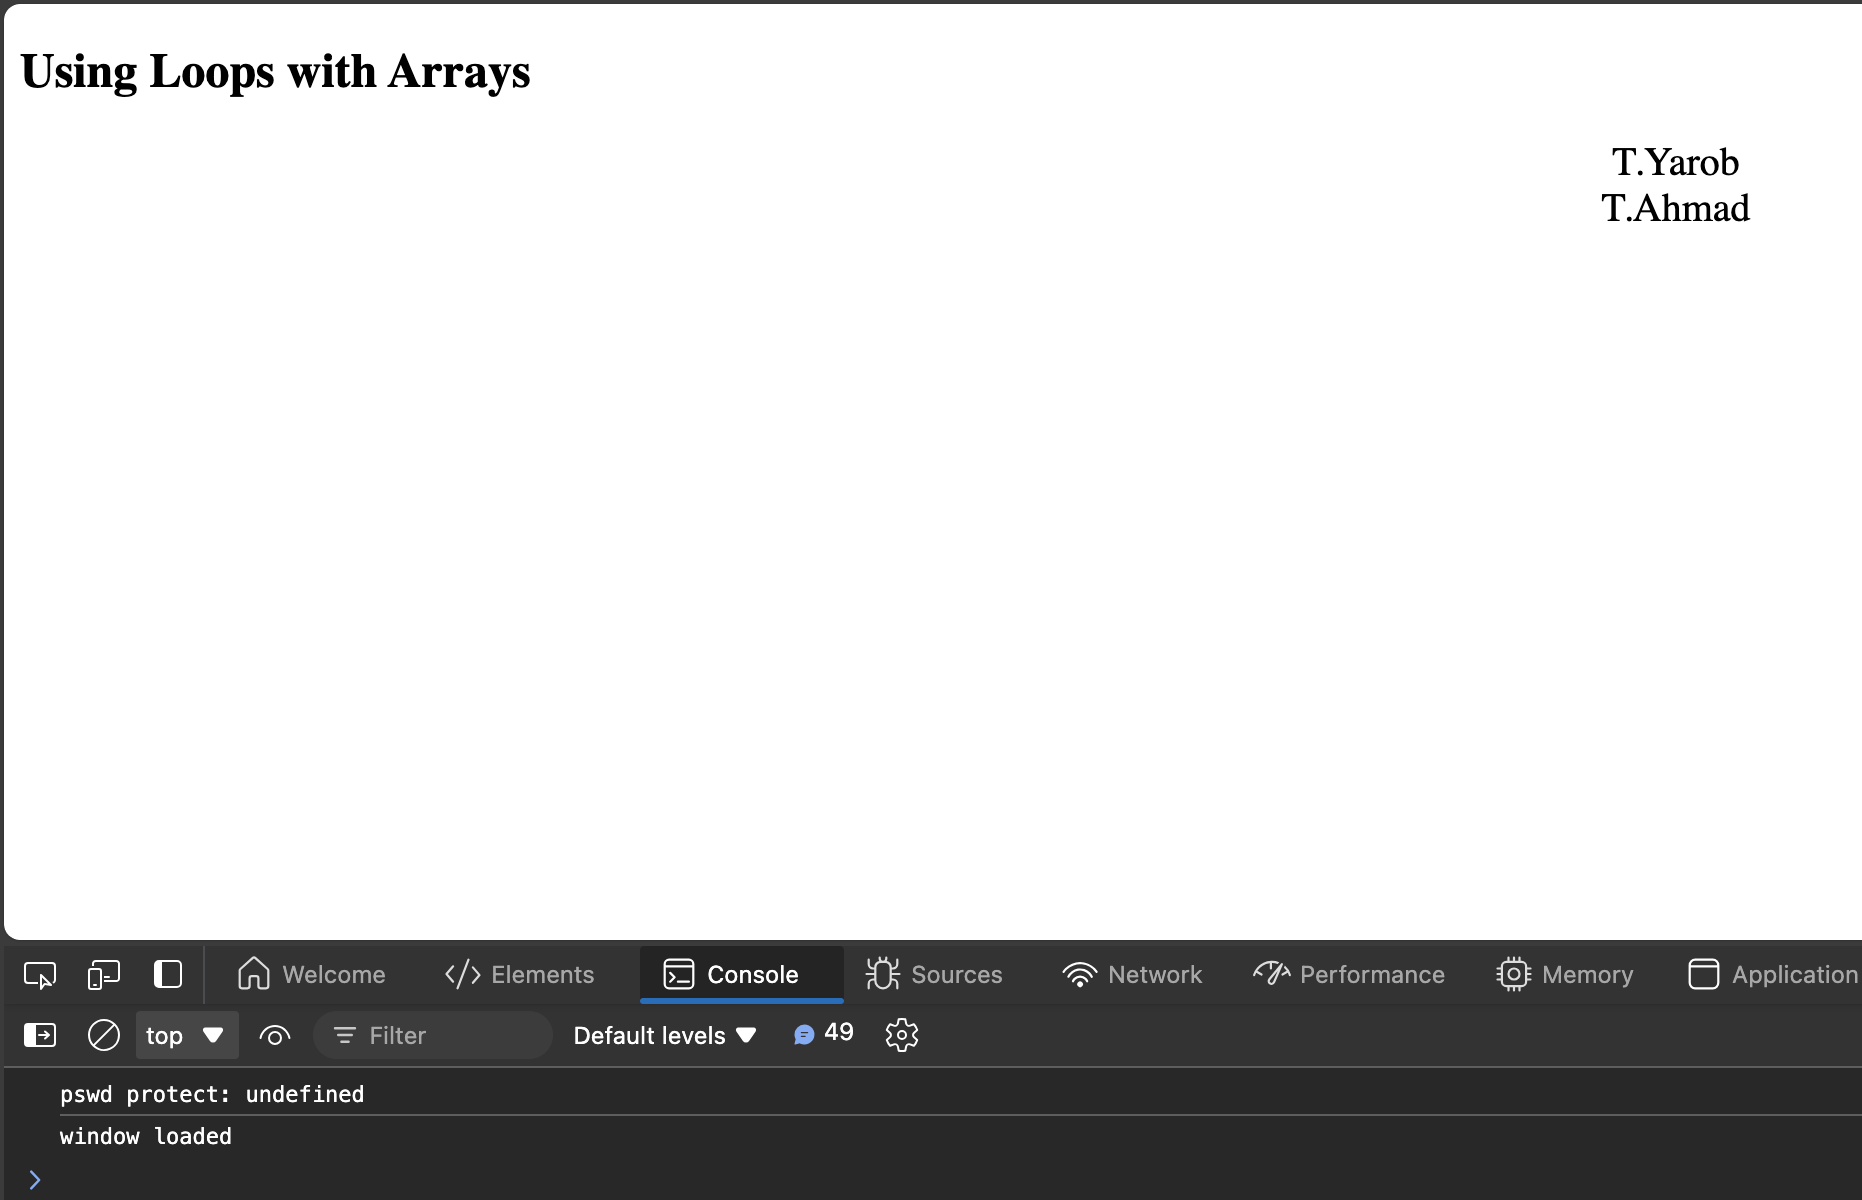 Using Loops with Arrays
T.Yarob
T.Ahmad
Welcome
Elements
Console
Sources
Network
Performance
Memory
Application
top
Filter
Default levels
49
pswd protect: undefined
window loaded